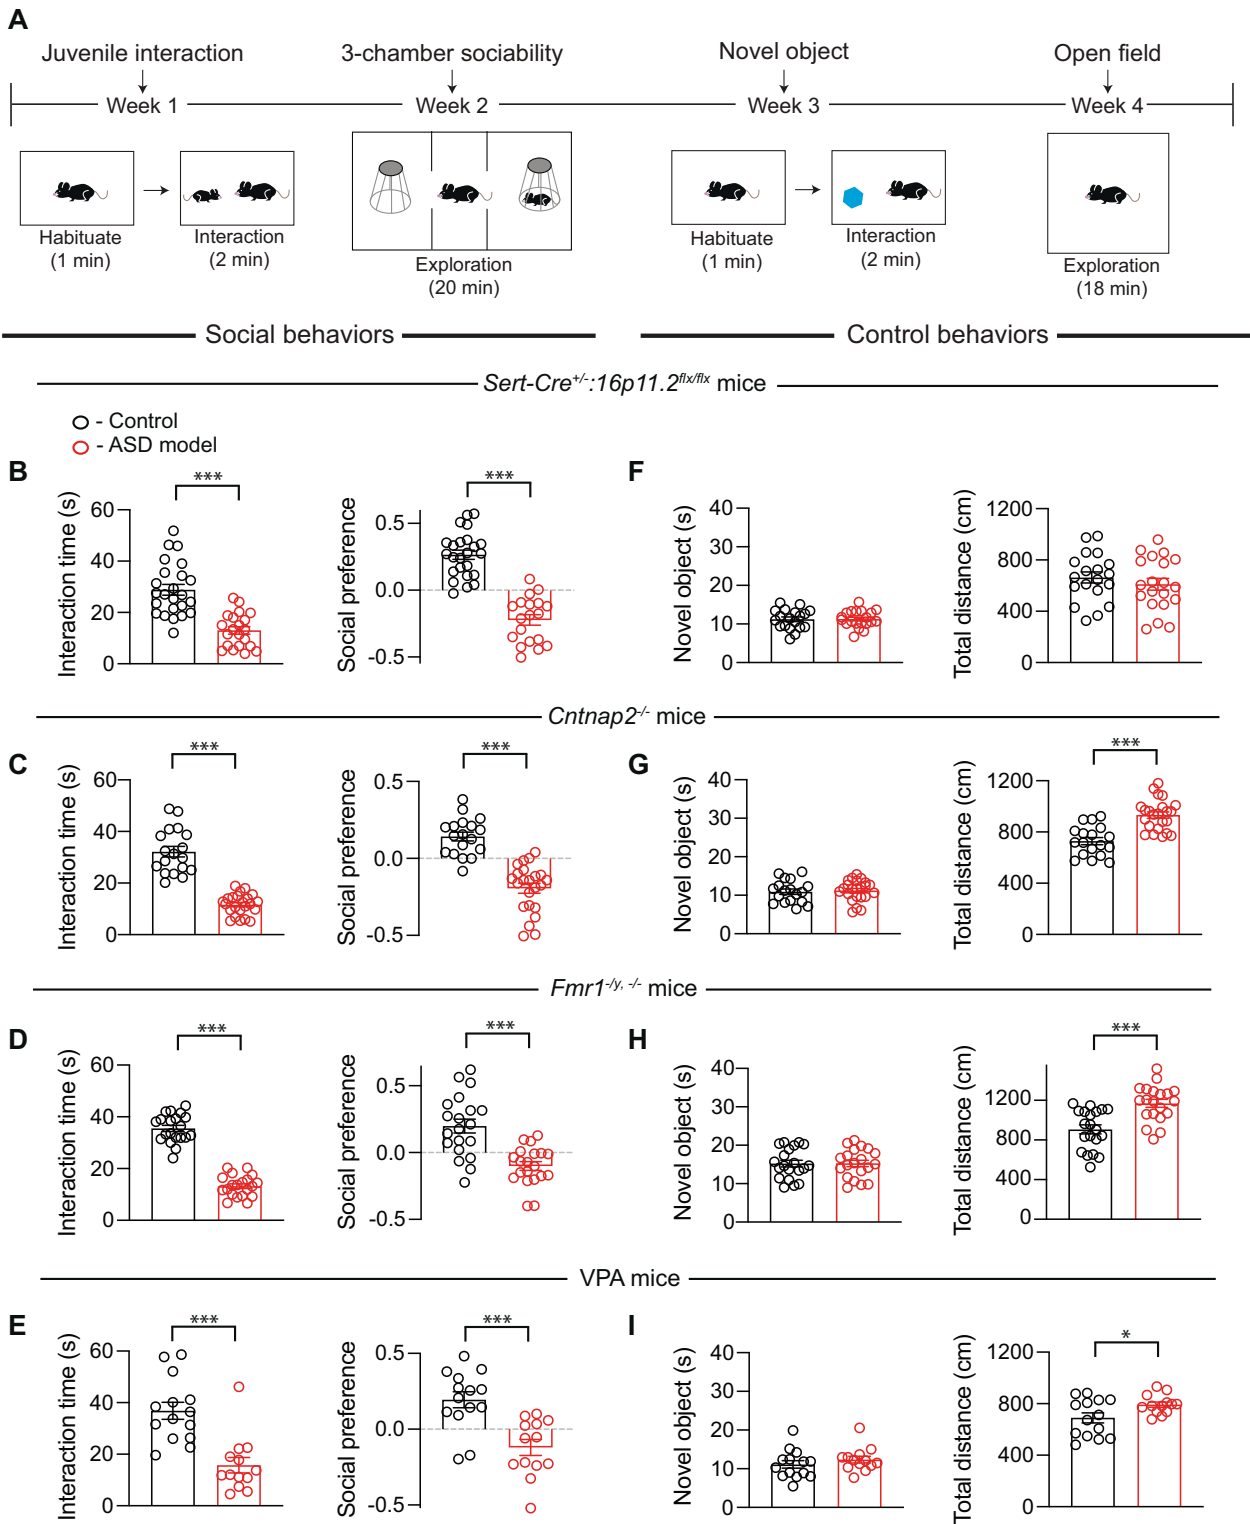 A
Juvenile interaction
3-chamber sociability
Novel object
Open field
Week 1
Week 2
Week 3
Week 4
Habituate
(1 min)
Interaction
(2 min)
Exploration
(20 min)
Habituate
(1 min)
Interaction
(2 min)
Exploration
(18 min)
Social behaviors
Control behaviors
Sert-Cre+/-:16p11.2flx/flx mice
- Control
- ASD model
B
Interaction time (s)
60
40
20
0
***
Social preference
0.5
0.0
-0.5
***
F
Novel object (s)
40
30
20
10
0
Total distance (cm)
1200
800
400
0
Cntnap2-/- mice
C
Interaction time (s)
60
40
20
0
***
Social preference
0.5
0.0
-0.5
***
G
Novel object (s)
40
30
20
10
0
Total distance (cm)
1200
800
400
0
***
Fmr1-/y, -/- mice
D
Interaction time (s)
60
40
20
0
***
Social preference
0.5
0.0
-0.5
***
H
Novel object (s)
40
30
20
10
0
Total distance (cm)
1200
800
400
0
***
VPA mice
E
Interaction time (s)
60
40
20
0
***
Social preference
0.5
0.0
-0.5
***
I
Novel object (s)
40
30
20
10
0
Total distance (cm)
1200
800
400
0
*